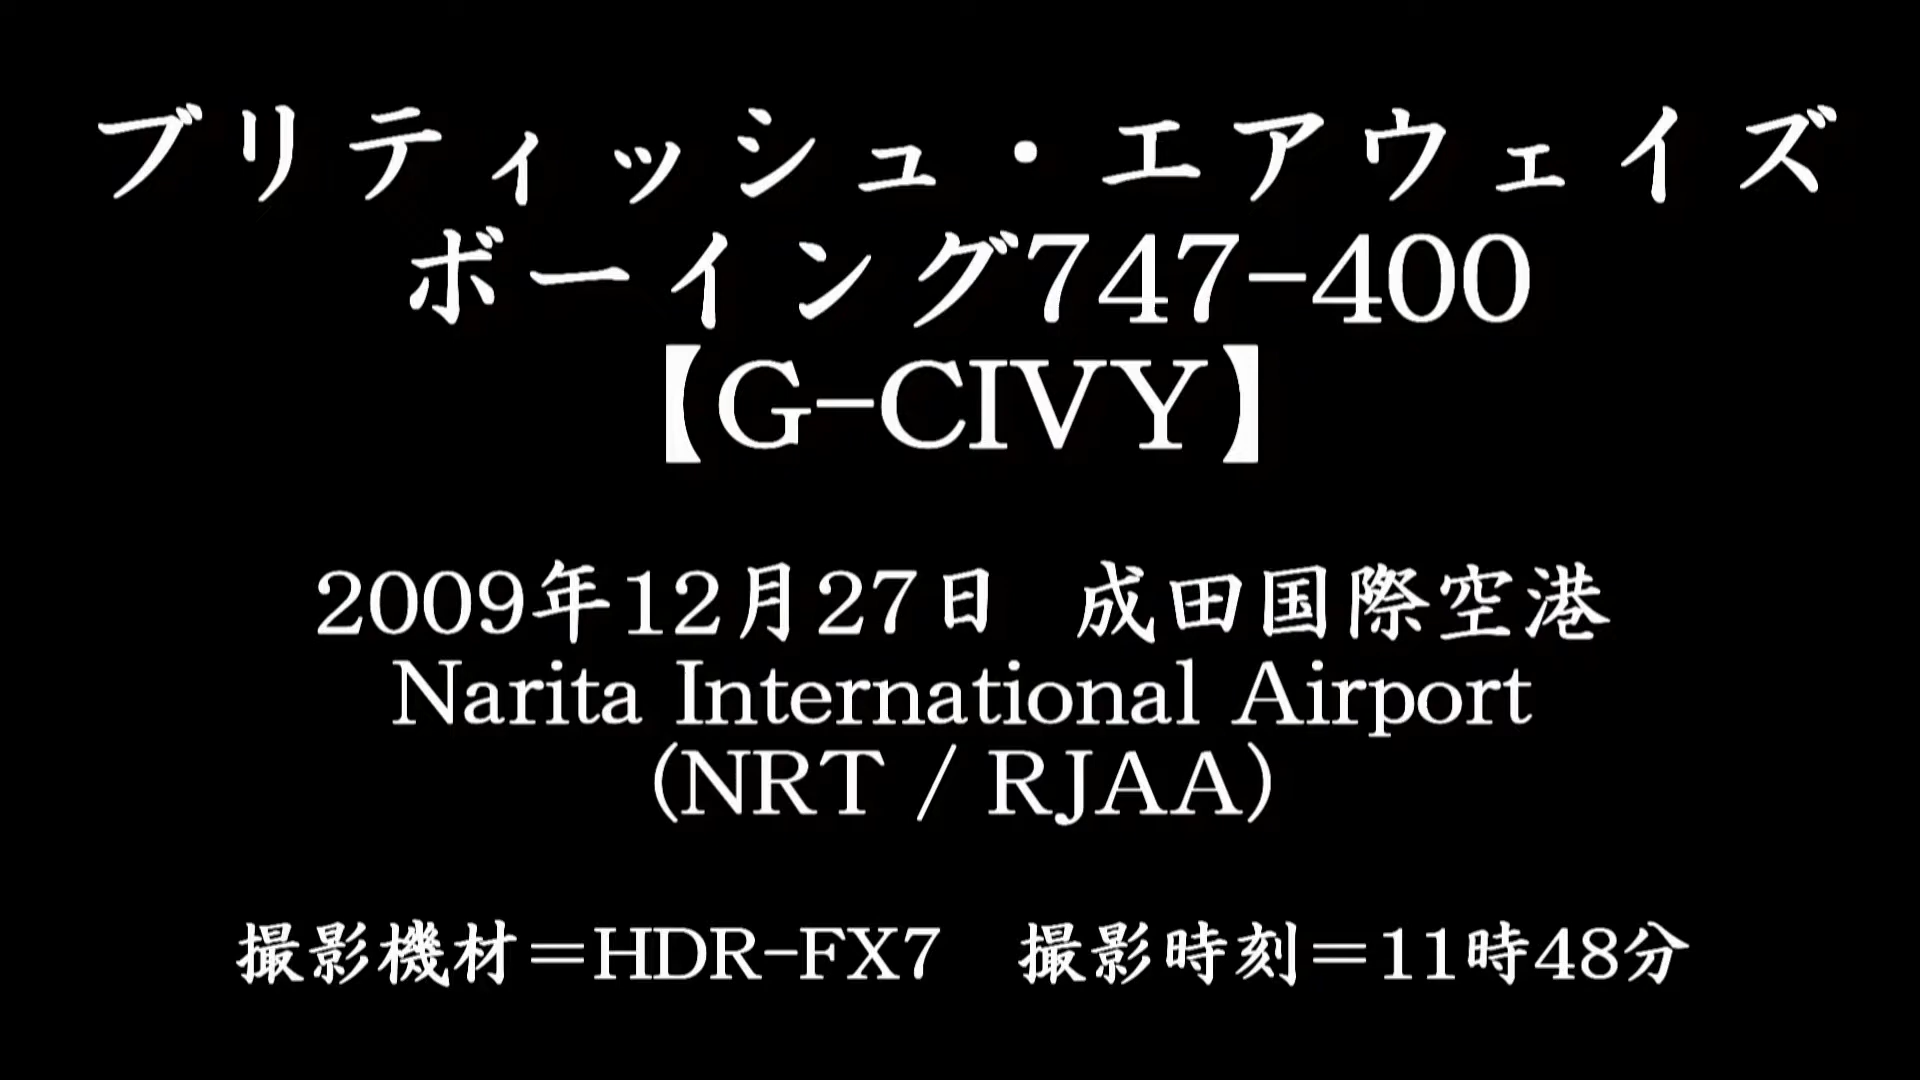 ブリティッシュ・エアウェイズ
ボーイング747-400
【G-CIVY】
2009年12月27日　成田国際空港
Narita International Airport
(NRT / RJAA)
撮影機材＝HDR-FX7　撮影時刻＝11時48分